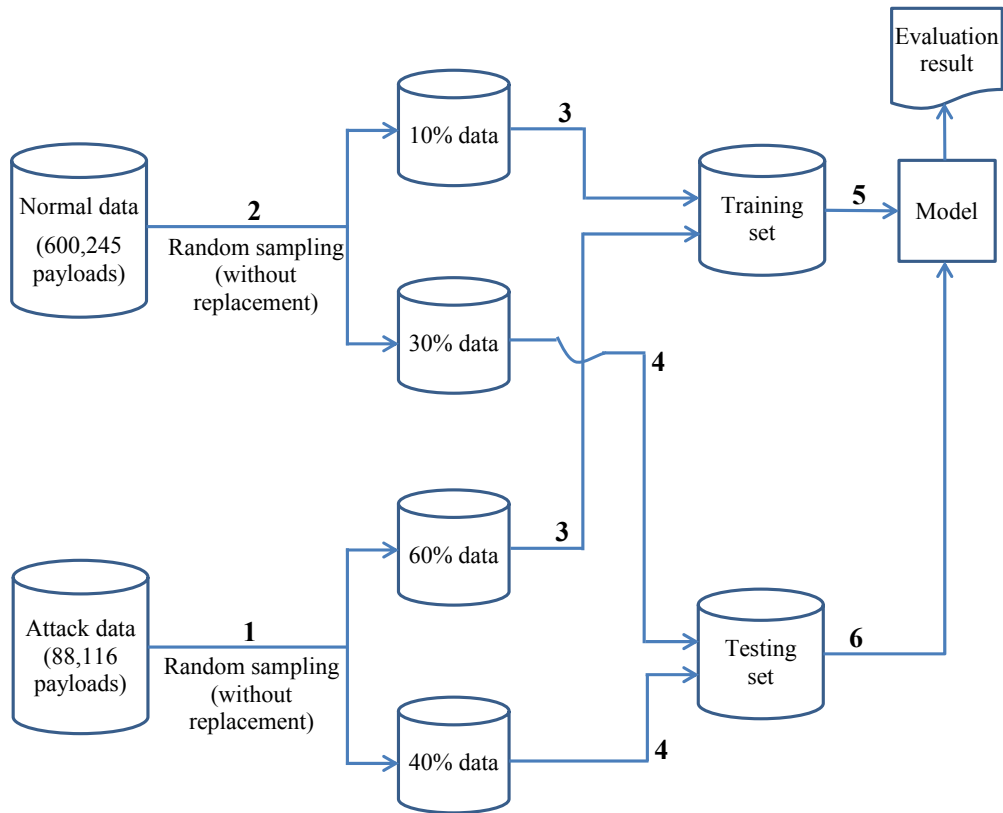 Evaluation
result
10% data
3
Normal data
(600,245
payloads)
2
Random sampling
(without
replacement)
Training
set
5
Model
30% data
4
60% data
3
Attack data
(88,116
payloads)
1
Random sampling
(without
replacement)
Testing
set
6
40% data
4